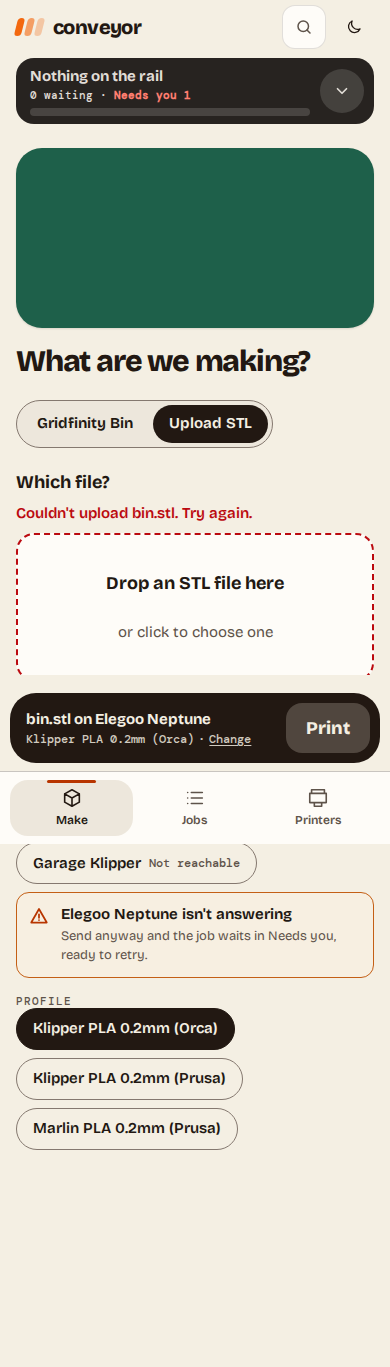 conveyor
Nothing on the rail
0 waiting · Needs you 1
What are we making?
Gridfinity Bin
Upload STL
Which file?
Couldn't upload bin.stl. Try again.
Drop an STL file here
or click to choose one
bin.stl on Elegoo Neptune
Klipper PLA 0.2mm (Orca) · Change
Print
Make
Jobs
Printers
Garage Klipper Not reachable
Elegoo Neptune isn't answering
Send anyway and the job waits in Needs you,
ready to retry.
PROFILE
Klipper PLA 0.2mm (Orca)
Klipper PLA 0.2mm (Prusa)
Marlin PLA 0.2mm (Prusa)